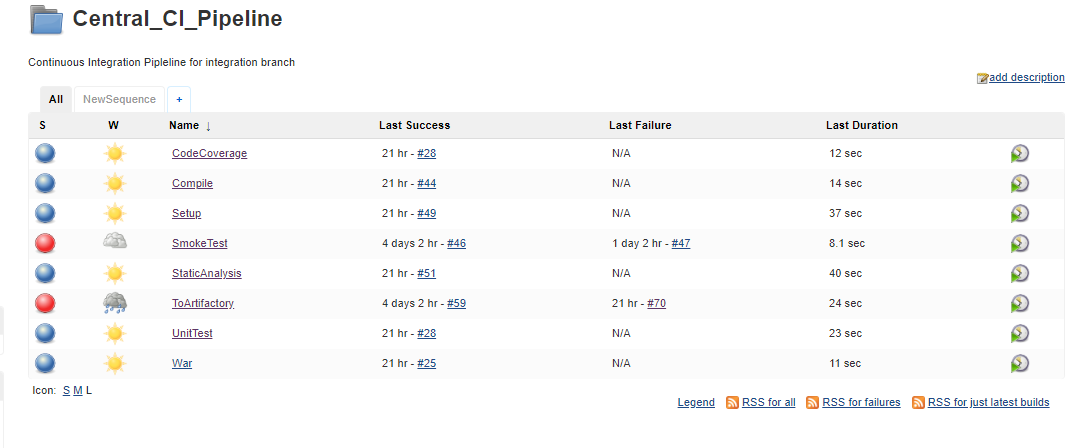 Central_CI_Pipeline
Continuous Integration Pipleline for integration branch
add description
All NewSequence +
S W Name ↓ Last Success Last Failure Last Duration
CodeCoverage 21 hr - #28 N/A 12 sec
Compile 21 hr - #44 N/A 14 sec
Setup 21 hr - #49 N/A 37 sec
SmokeTest 4 days 2 hr - #46 1 day 2 hr - #47 8.1 sec
StaticAnalysis 21 hr - #51 N/A 40 sec
ToArtifactory 4 days 2 hr - #59 21 hr - #70 24 sec
UnitTest 21 hr - #28 N/A 23 sec
War 21 hr - #25 N/A 11 sec
Icon: S M L
Legend RSS for all RSS for failures RSS for just latest builds